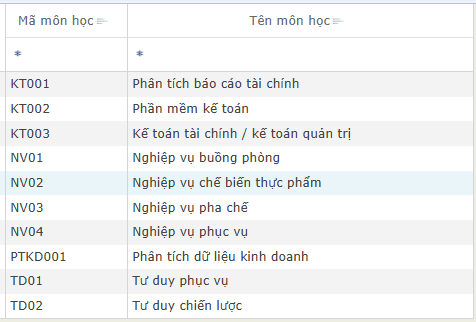 Mã môn học Tên môn học
* *
KT001 Phân tích báo cáo tài chính
KT002 Phần mềm kế toán
KT003 Kế toán tài chính / kế toán quản trị
NV01 Nghiệp vụ buồng phòng
NV02 Nghiệp vụ chế biến thực phẩm
NV03 Nghiệp vụ pha chế
NV04 Nghiệp vụ phục vụ
PTKD001 Phân tích dữ liệu kinh doanh
TD01 Tư duy phục vụ
TD02 Tư duy chiến lược